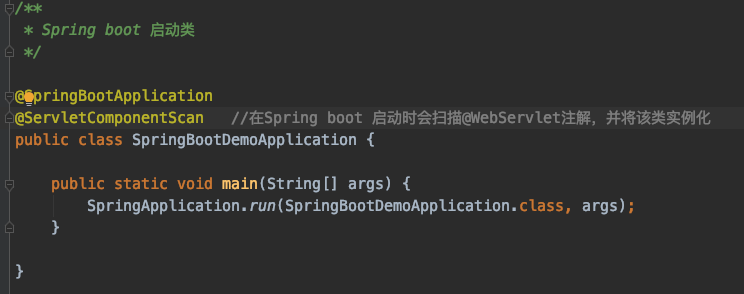 /**
 * Spring boot 启动类
 */
@SpringBootApplication
@ServletComponentScan   //在Spring boot 启动时会扫描@WebServlet注解，并将该类实例化
public class SpringBootDemoApplication {
    public static void main(String[] args) {
        SpringApplication.run(SpringBootDemoApplication.class, args);
    }
}